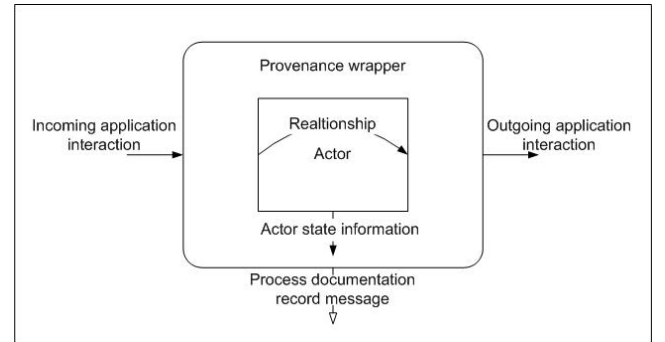 Provenance wrapper
Incoming application
interaction
Realtionship
Actor
Outgoing application
interaction
Actor state information
Process documentation
record message